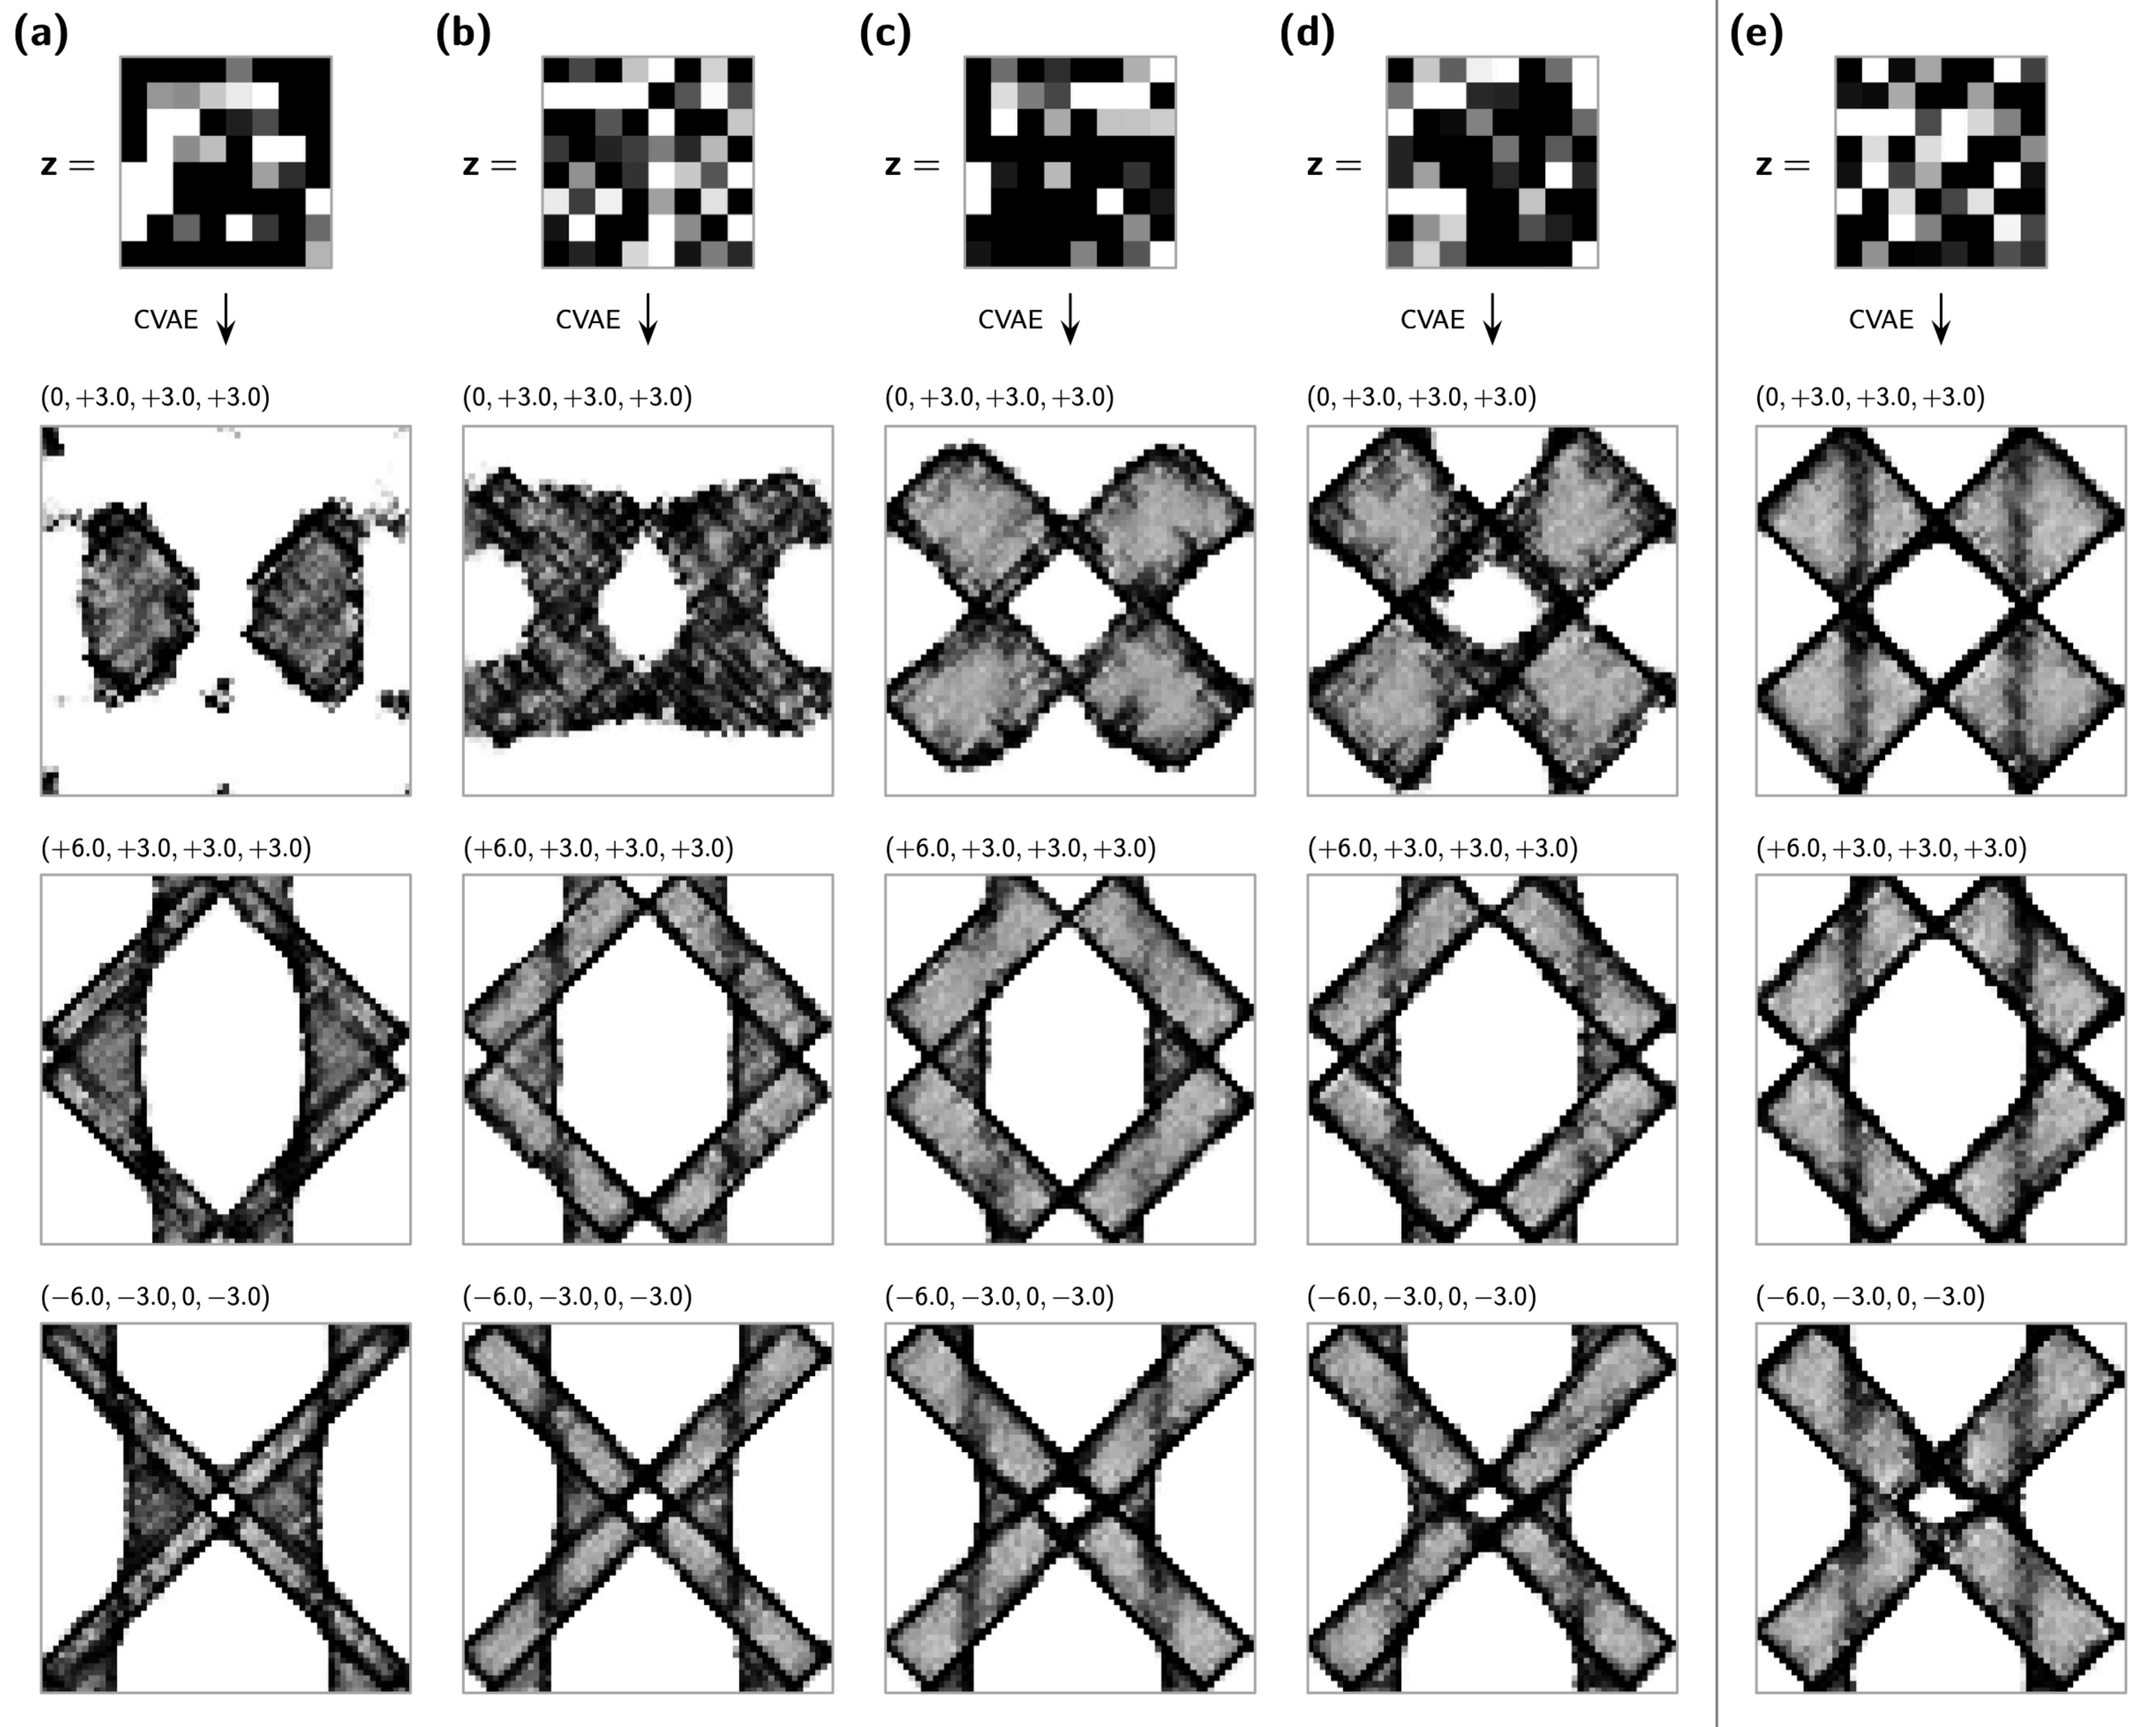 (a) (b) (c) (d) (e)
z = z = z = z = z =
CVAE CVAE CVAE CVAE CVAE
(0, +3.0, +3.0, +3.0) (0, +3.0, +3.0, +3.0) (0, +3.0, +3.0, +3.0) (0, +3.0, +3.0, +3.0) (0, +3.0, +3.0, +3.0)
(+6.0, +3.0, +3.0, +3.0) (+6.0, +3.0, +3.0, +3.0) (+6.0, +3.0, +3.0, +3.0) (+6.0, +3.0, +3.0, +3.0) (+6.0, +3.0, +3.0, +3.0)
(−6.0, −3.0, 0, −3.0) (−6.0, −3.0, 0, −3.0) (−6.0, −3.0, 0, −3.0) (−6.0, −3.0, 0, −3.0) (−6.0, −3.0, 0, −3.0)